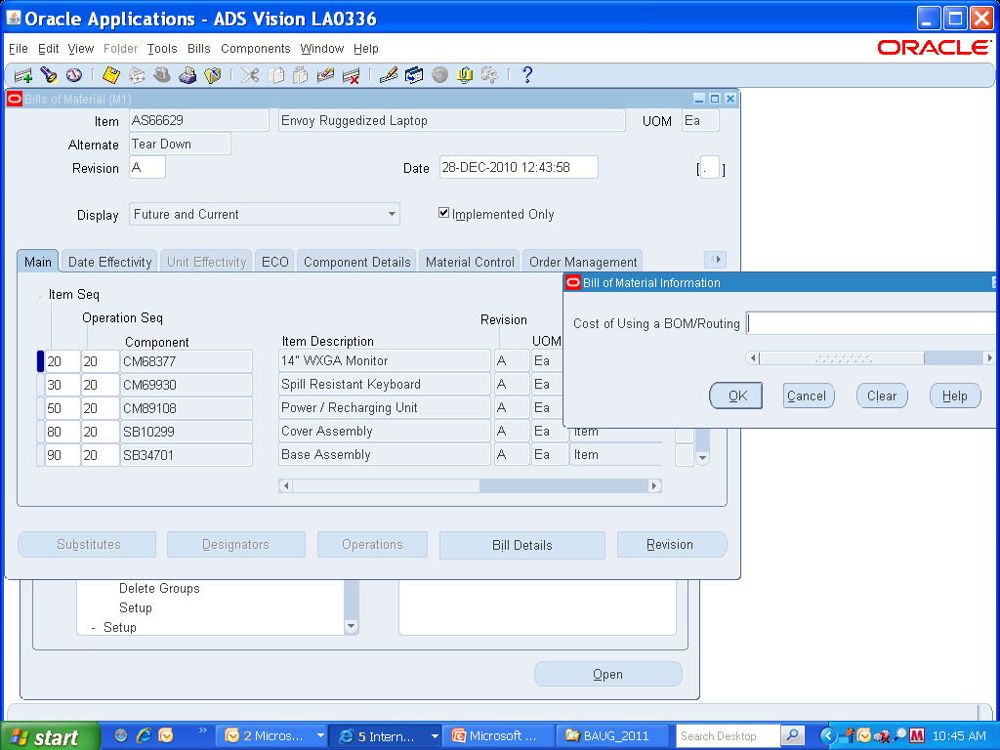 Oracle Applications - ADS Vision LA0336
File Edit View Folder Tools Bills Components Window Help
ORACLE
Bills of Material (M1)
Item AS66629 Envoy Ruggedized Laptop UOM Ea
Alternate Tear Down
Revision A Date 28-DEC-2010 12:43:58 [ . ]
Display Future and Current Implemented Only
Main Date Effectivity Unit Effectivity ECO Component Details Material Control Order Management
Bill of Material Information
Cost of Using a BOM/Routing
OK Cancel Clear Help
Item Seq
Operation Seq Revision
Component Item Description UOM
20 20 CM68377 14" WXGA Monitor A Ea
30 20 CM69930 Spill Resistant Keyboard A Ea
50 20 CM89108 Power / Recharging Unit A Ea
80 20 SB10299 Cover Assembly A Ea Item
90 20 SB34701 Base Assembly A Ea Item
Substitutes Designators Operations Bill Details Revision
Delete Groups
Setup
- Setup
Open
start 2 Micros... 5 Intern... Microsoft ... BAUG_2011 Search Desktop 10:45 AM